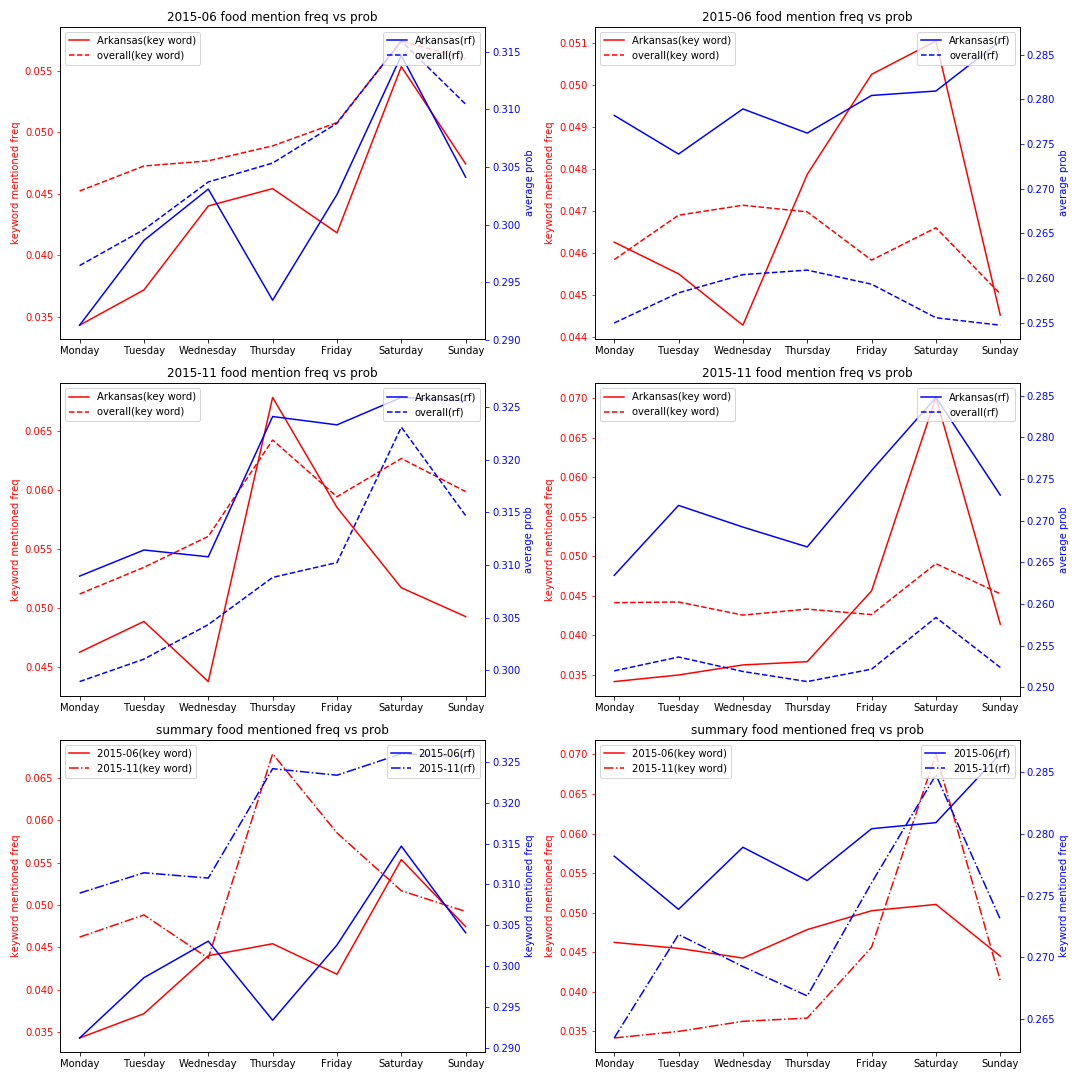 2015-06 food mention freq vs prob
Arkansas(key word)
overall(key word)
Arkansas(rf)
overall(rf)
keyword mentioned freq
0.055
0.050
0.045
0.040
0.035
average prob
0.315
0.310
0.305
0.300
0.295
0.290
Monday Tuesday Wednesday Thursday Friday Saturday Sunday
2015-06 food mention freq vs prob
Arkansas(key word)
overall(key word)
Arkansas(rf)
overall(rf)
keyword mentioned freq
0.051
0.050
0.049
0.048
0.047
0.046
0.045
0.044
average prob
0.285
0.280
0.275
0.270
0.265
0.260
0.255
Monday Tuesday Wednesday Thursday Friday Saturday Sunday
2015-11 food mention freq vs prob
Arkansas(key word)
overall(key word)
Arkansas(rf)
overall(rf)
keyword mentioned freq
0.065
0.060
0.055
0.050
0.045
average prob
0.325
0.320
0.315
0.310
0.305
0.300
Monday Tuesday Wednesday Thursday Friday Saturday Sunday
2015-11 food mention freq vs prob
Arkansas(key word)
overall(key word)
Arkansas(rf)
overall(rf)
keyword mentioned freq
0.070
0.065
0.060
0.055
0.050
0.045
0.040
0.035
average prob
0.285
0.280
0.275
0.270
0.265
0.260
0.255
0.250
Monday Tuesday Wednesday Thursday Friday Saturday Sunday
summary food mentioned freq vs prob
2015-06(key word)
2015-11(key word)
2015-06(rf)
2015-11(rf)
keyword mentioned freq
0.065
0.060
0.055
0.050
0.045
0.040
0.035
keyword mentioned freq
0.325
0.320
0.315
0.310
0.305
0.300
0.295
0.290
Monday Tuesday Wednesday Thursday Friday Saturday Sunday
summary food mentioned freq vs prob
2015-06(key word)
2015-11(key word)
2015-06(rf)
2015-11(rf)
keyword mentioned freq
0.070
0.065
0.060
0.055
0.050
0.045
0.040
0.035
keyword mentioned freq
0.285
0.280
0.275
0.270
0.265
Monday Tuesday Wednesday Thursday Friday Saturday Sunday